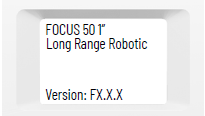 FOCUS 50 1″
Long Range Robotic
Version: FX.X.X